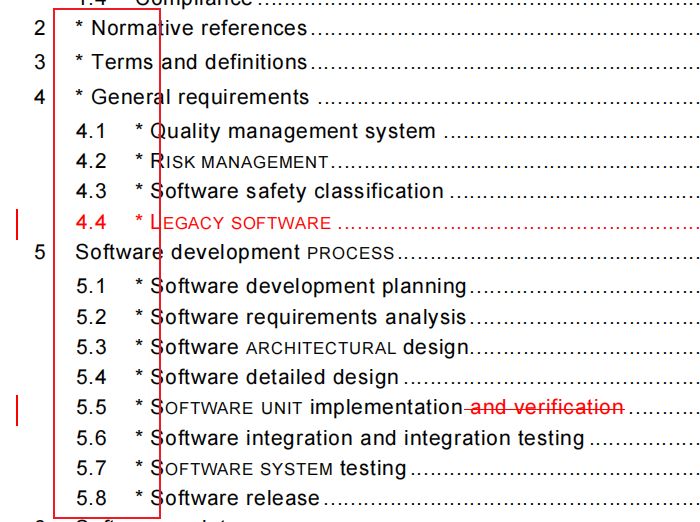 1.4 Compliance ........................
2 * Normative references........................
3 * Terms and definitions........................
4 * General requirements ........................
4.1 * Quality management system ........................
4.2 * RISK MANAGEMENT........................
4.3 * Software safety classification ........................
4.4 * LEGACY SOFTWARE ........................
5 Software development PROCESS........................
5.1 * Software development planning........................
5.2 * Software requirements analysis........................
5.3 * Software ARCHITECTURAL design........................
5.4 * Software detailed design ........................
5.5 * SOFTWARE UNIT implementation and verification ........................
5.6 * Software integration and integration testing ........................
5.7 * SOFTWARE SYSTEM testing ........................
5.8 * Software release ........................